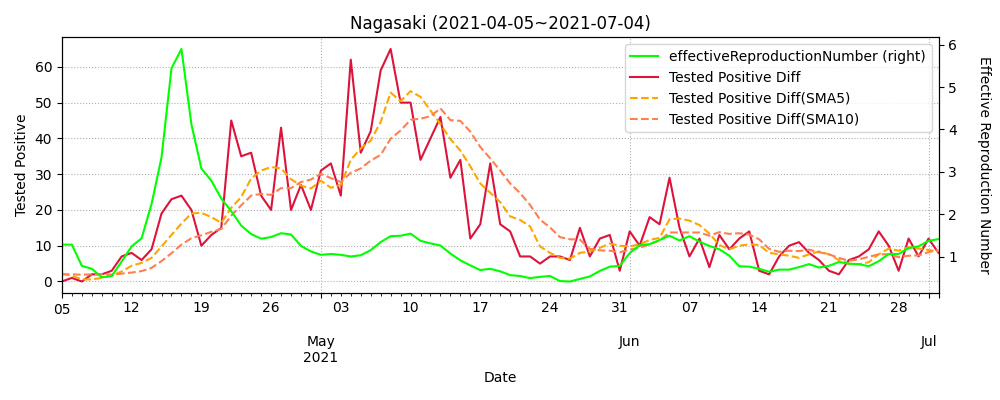 Nagasaki (2021-04-05~2021-07-04)
effectiveReproductionNumber (right)
Tested Positive Diff
Tested Positive Diff(SMA5)
Tested Positive Diff(SMA10)
Tested Positive
60
50
40
30
20
10
0
6
5
4
3
2
1
Effective Reproduction Number
05 12 19 26 03 10 17 24 31 07 14 21 28
May Jun Jul
2021
Date